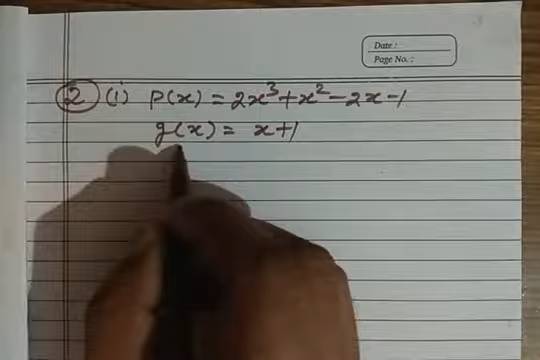 Date :
Page No. :
2 (i) p(x) = 2x³+x²-2x-1
g(x) = x+1